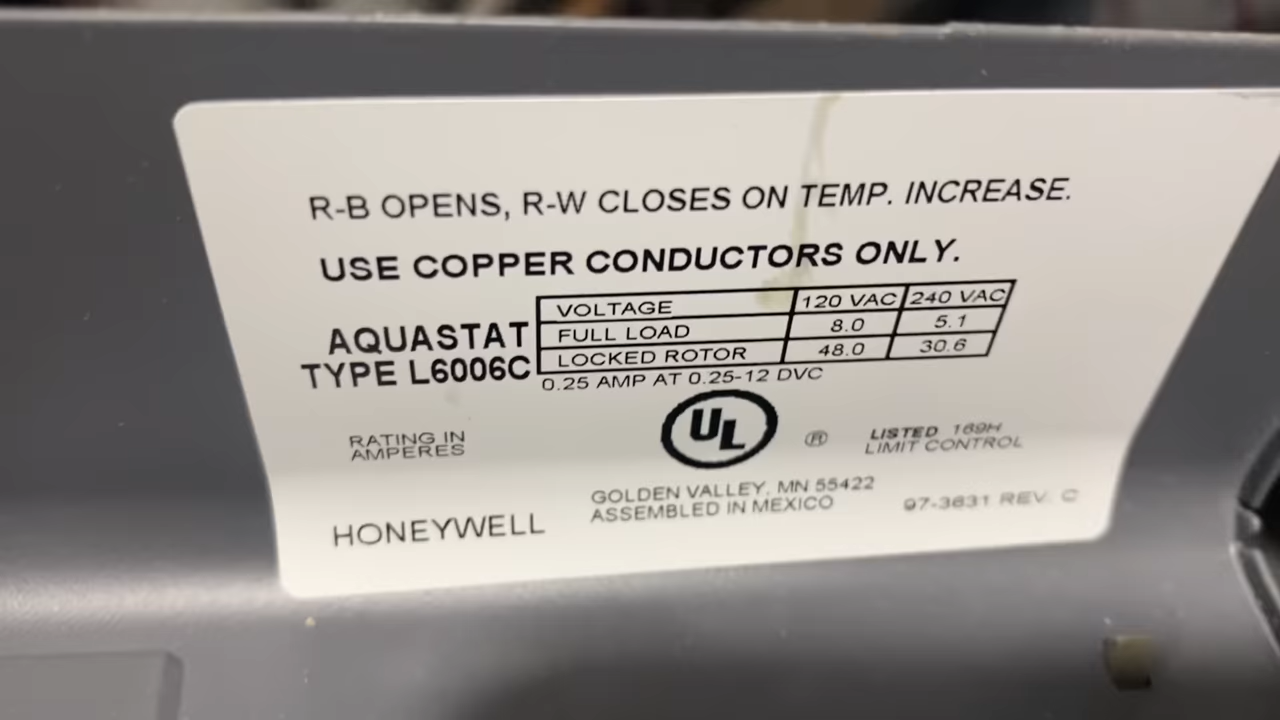 R-B OPENS, R-W CLOSES ON TEMP. INCREASE.
USE COPPER CONDUCTORS ONLY.
AQUASTAT
TYPE L6006C
VOLTAGE 120 VAC 240 VAC
FULL LOAD 8.0 5.1
LOCKED ROTOR 48.0 30.6
0.25 AMP AT 0.25-12 DVC
RATING IN
AMPERES
UL ®
LISTED 169H
LIMIT CONTROL
HONEYWELL
GOLDEN VALLEY, MN 55422
ASSEMBLED IN MEXICO
97-3631 REV. C